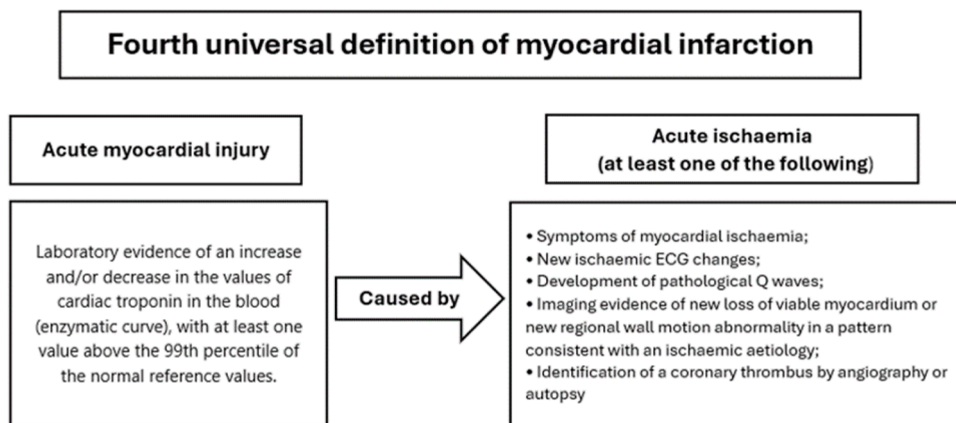 Fourth universal definition of myocardial infarction
Acute myocardial injury
Laboratory evidence of an increase
and/or decrease in the values of
cardiac troponin in the blood
(enzymatic curve), with at least one
value above the 99th percentile of
the normal reference values.
Caused by
Acute ischaemia
(at least one of the following)
• Symptoms of myocardial ischaemia;
• New ischaemic ECG changes;
• Development of pathological Q waves;
• Imaging evidence of new loss of viable myocardium or
new regional wall motion abnormality in a pattern
consistent with an ischaemic aetiology;
• Identification of a coronary thrombus by angiography or
autopsy